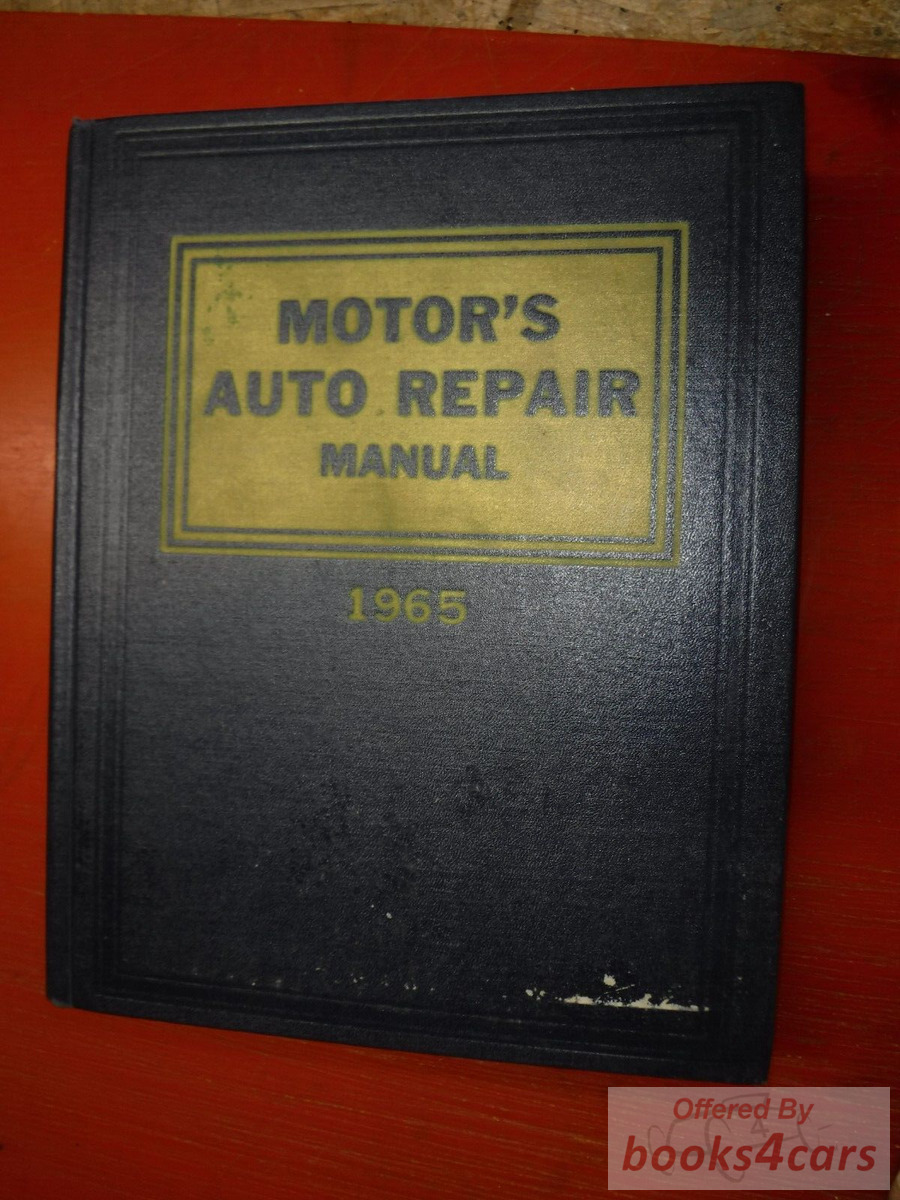 MOTOR'S
AUTO REPAIR
MANUAL
1965
Offered By
books4cars